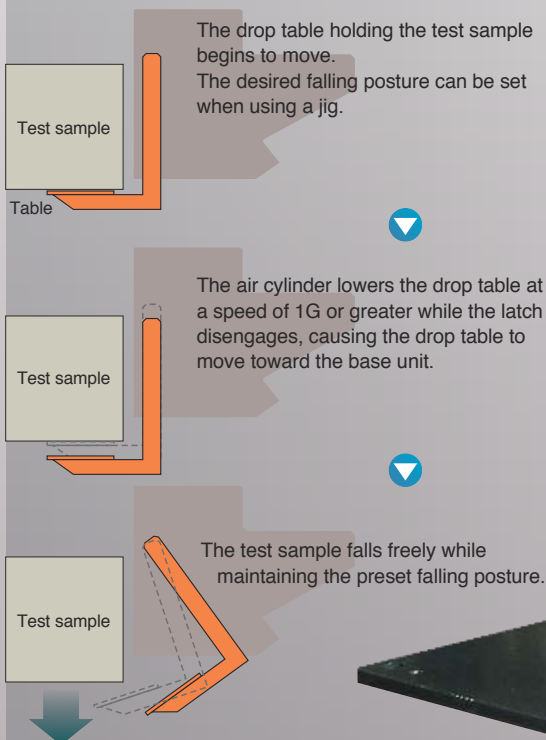 The drop table holding the test sample
begins to move.
The desired falling posture can be set
when using a jig.
Test sample
Table
The air cylinder lowers the drop table at
a speed of 1G or greater while the latch
disengages, causing the drop table to
move toward the base unit.
Test sample
The test sample falls freely while
maintaining the preset falling posture.
Test sample